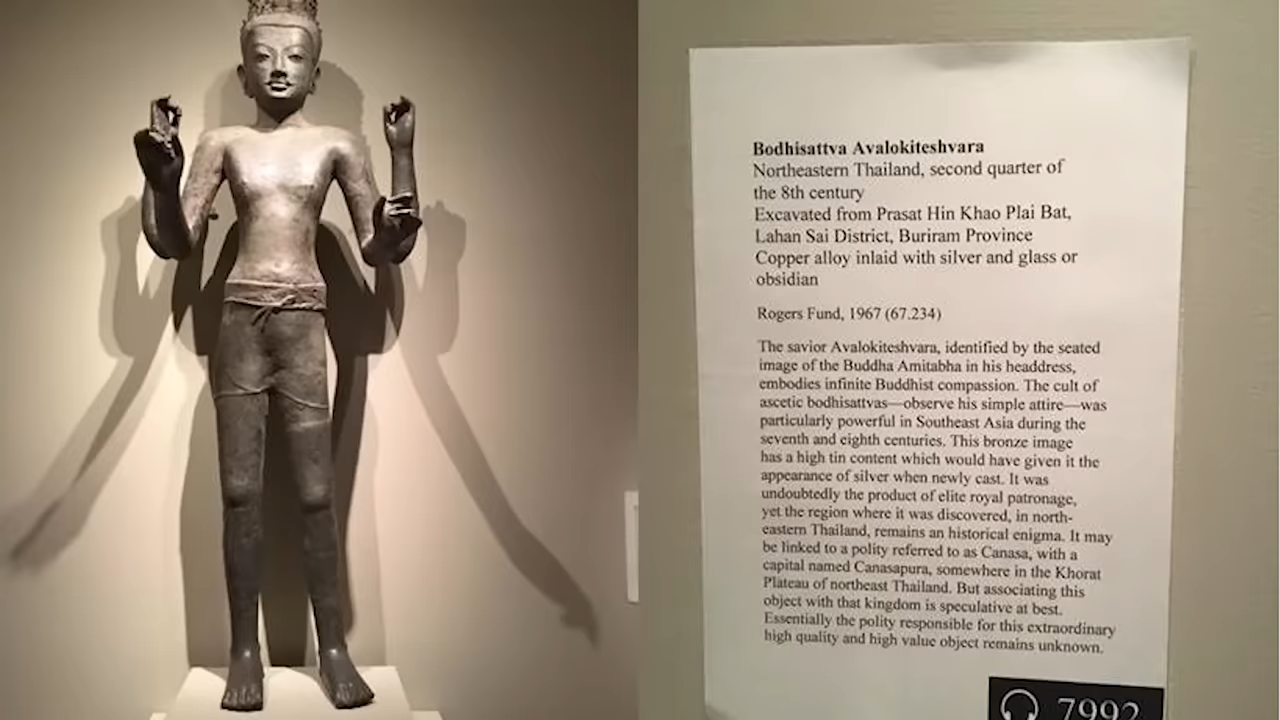 Bodhisattva Avalokiteshvara
Northeastern Thailand, second quarter of
the 8th century
Excavated from Prasat Hin Khao Plai Bat,
Lahan Sai District, Buriram Province
Copper alloy inlaid with silver and glass or
obsidian
Rogers Fund, 1967 (67.234)
The savior Avalokiteshvara, identified by the seated
image of the Buddha Amitabha in his headdress,
embodies infinite Buddhist compassion. The cult of
ascetic bodhisattvas—observe his simple attire—was
particularly powerful in Southeast Asia during the
seventh and eighth centuries. This bronze image
has a high tin content which would have given it the
appearance of silver when newly cast. It was
undoubtedly the product of elite royal patronage,
yet the region where it was discovered, in north-
eastern Thailand, remains an historical enigma. It may
be linked to a polity referred to as Canasa, with a
capital named Canasapura, somewhere in the Khorat
Plateau of northeast Thailand. But associating this
object with that kingdom is speculative at best.
Essentially the polity responsible for this extraordinary
high quality and high value object remains unknown.
7992